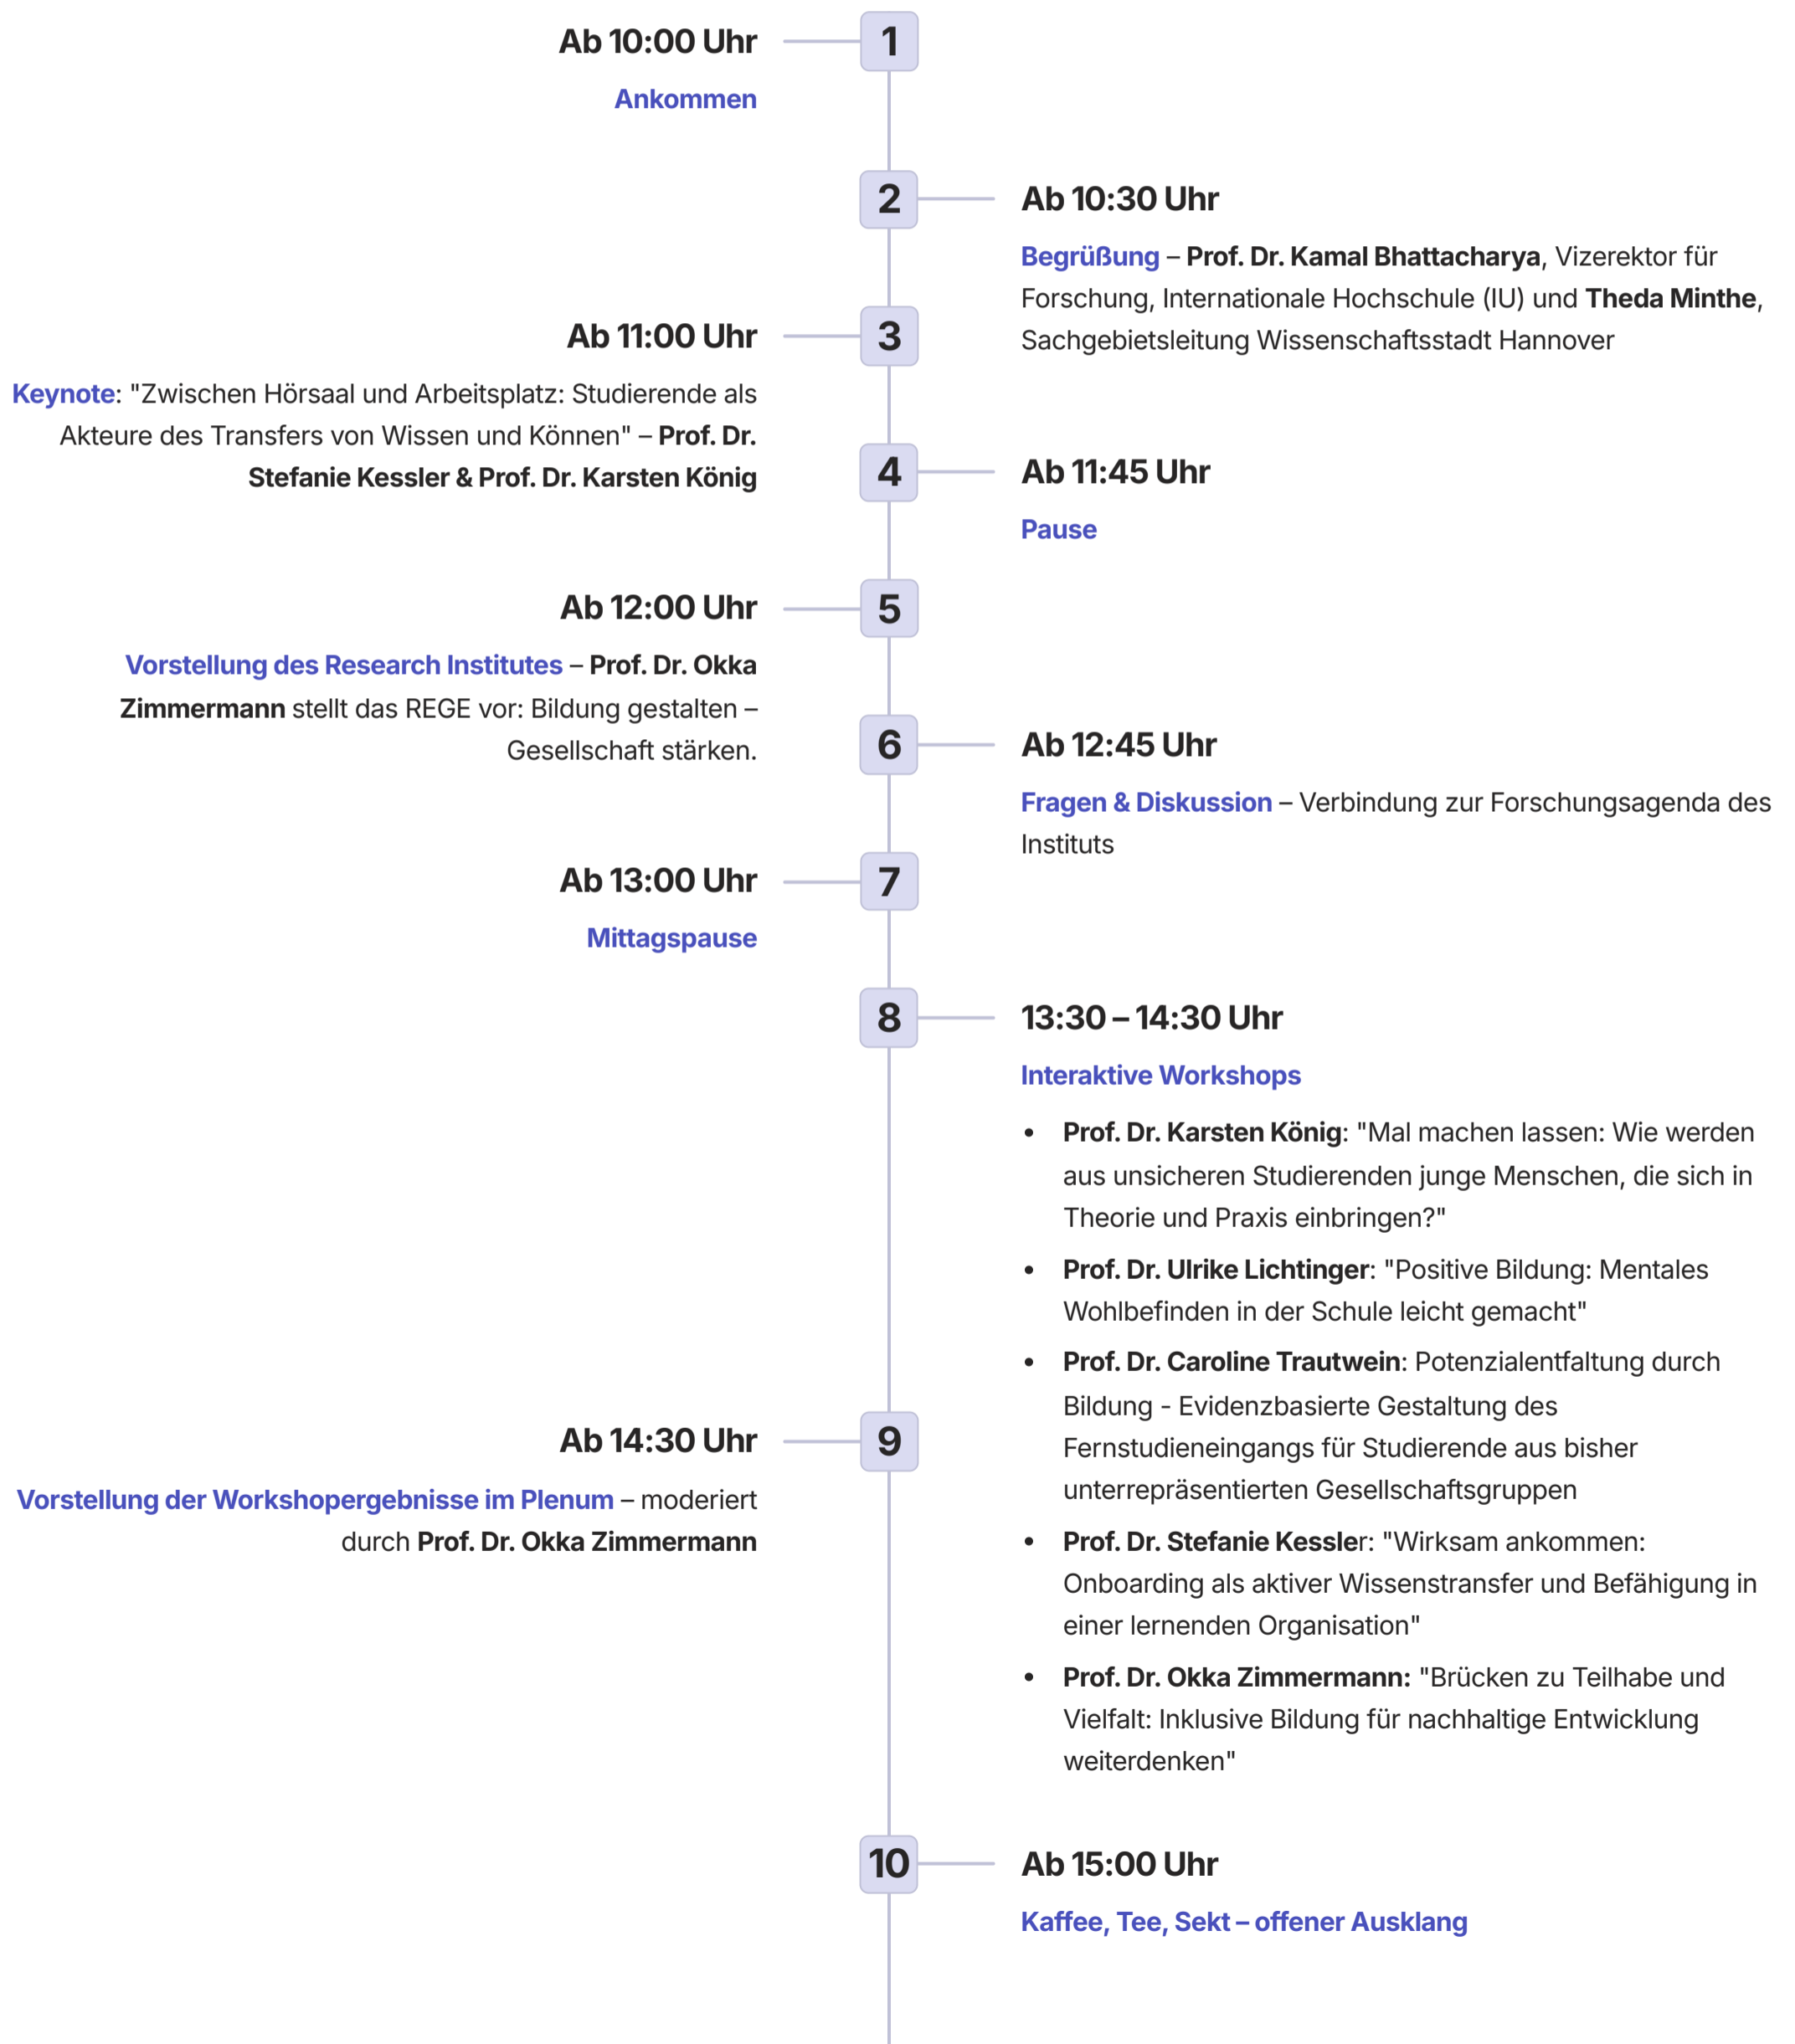 1
Ab 10:00 Uhr
Ankommen
2
Ab 10:30 Uhr
Begrüßung – Prof. Dr. Kamal Bhattacharya, Vizerektor für
Forschung, Internationale Hochschule (IU) und Theda Minthe,
Sachgebietsleitung Wissenschaftsstadt Hannover
3
Ab 11:00 Uhr
Keynote: "Zwischen Hörsaal und Arbeitsplatz: Studierende als
Akteure des Transfers von Wissen und Können" – Prof. Dr.
Stefanie Kessler & Prof. Dr. Karsten König
4
Ab 11:45 Uhr
Pause
5
Ab 12:00 Uhr
Vorstellung des Research Institutes – Prof. Dr. Okka
Zimmermann stellt das REGE vor: Bildung gestalten –
Gesellschaft stärken.
6
Ab 12:45 Uhr
Fragen & Diskussion – Verbindung zur Forschungsagenda des
Instituts
7
Ab 13:00 Uhr
Mittagspause
8
13:30 – 14:30 Uhr
Interaktive Workshops
• Prof. Dr. Karsten König: "Mal machen lassen: Wie werden
aus unsicheren Studierenden junge Menschen, die sich in
Theorie und Praxis einbringen?"
• Prof. Dr. Ulrike Lichtinger: "Positive Bildung: Mentales
Wohlbefinden in der Schule leicht gemacht"
• Prof. Dr. Caroline Trautwein: Potenzialentfaltung durch
Bildung - Evidenzbasierte Gestaltung des
Fernstudieneingangs für Studierende aus bisher
unterrepräsentierten Gesellschaftsgruppen
• Prof. Dr. Stefanie Kessler: "Wirksam ankommen:
Onboarding als aktiver Wissenstransfer und Befähigung in
einer lernenden Organisation"
• Prof. Dr. Okka Zimmermann: "Brücken zu Teilhabe und
Vielfalt: Inklusive Bildung für nachhaltige Entwicklung
weiterdenken"
9
Ab 14:30 Uhr
Vorstellung der Workshopergebnisse im Plenum – moderiert
durch Prof. Dr. Okka Zimmermann
10
Ab 15:00 Uhr
Kaffee, Tee, Sekt – offener Ausklang